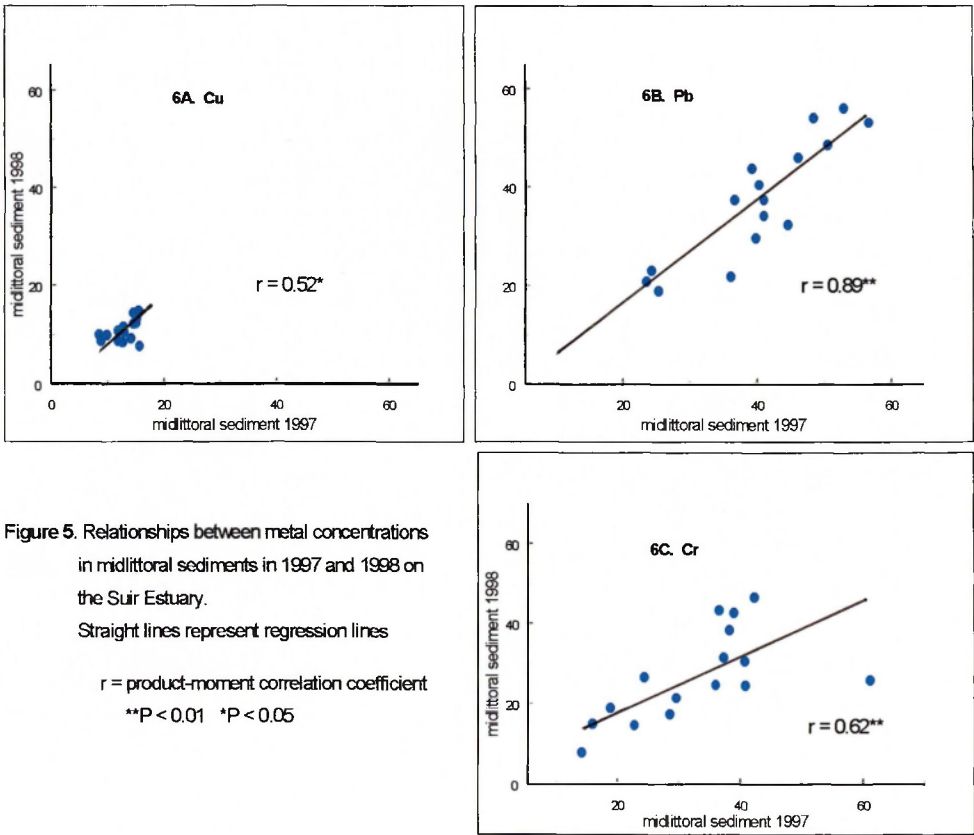 6A. Cu
60
40
20
0
r = 0.52*
0 20 40 60
midlittoral sediment 1997
midlittoral sediment 1998
6B. Pb
60
40
20
0
r = 0.89**
20 40 60
midlittoral sediment 1997
Figure 5. Relationships between metal concentrations
in midlittoral sediments in 1997 and 1998 on
the Suir Estuary.
Straight lines represent regression lines
r = product-moment correlation coefficient
**P < 0.01 *P < 0.05
6C. Cr
60
40
20
0
r = 0.62**
20 40 60
midlittoral sediment 1997
midlittoral sediment 1998